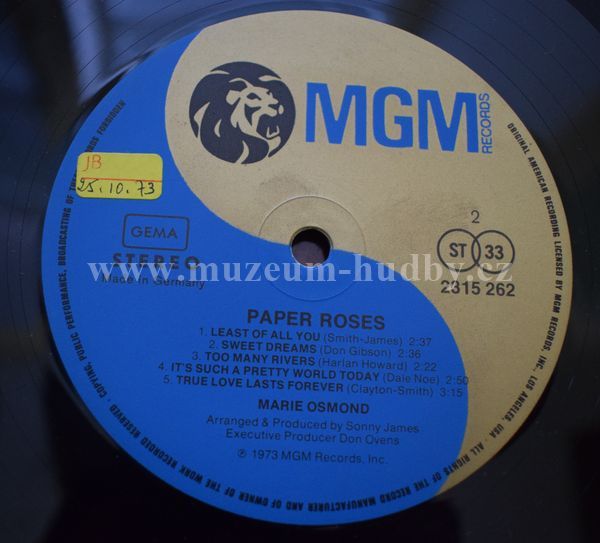 MGM
RECORDS
JB
25.10.73
GEMA
STEREO
Made in Germany
2
ST 33
2315 262
www.muzeum-hudby.cz
PAPER ROSES
1. LEAST OF ALL YOU (Smith-James) 2:37
2. SWEET DREAMS (Don Gibson) 2:36
3. TOO MANY RIVERS (Harlan Howard) 2:22
4. IT'S SUCH A PRETTY WORLD TODAY (Dale Noe) 2:50
5. TRUE LOVE LASTS FOREVER (Clayton-Smith) 3:15
MARIE OSMOND
Arranged & Produced by Sonny James
Executive Producer Don Ovens
℗ 1973 MGM Records, Inc.
ORIGINAL AMERICAN RECORDING LICENSED BY MGM RECORDS, INC., LOS ANGELES, USA · ALL RIGHTS OF THE RECORD MANUFACTURER AND OF OWNER OF THE WORK RECORDED RESERVED · COPYING, PUBLIC PERFORMANCE, BROADCASTING OF FORBIDDEN